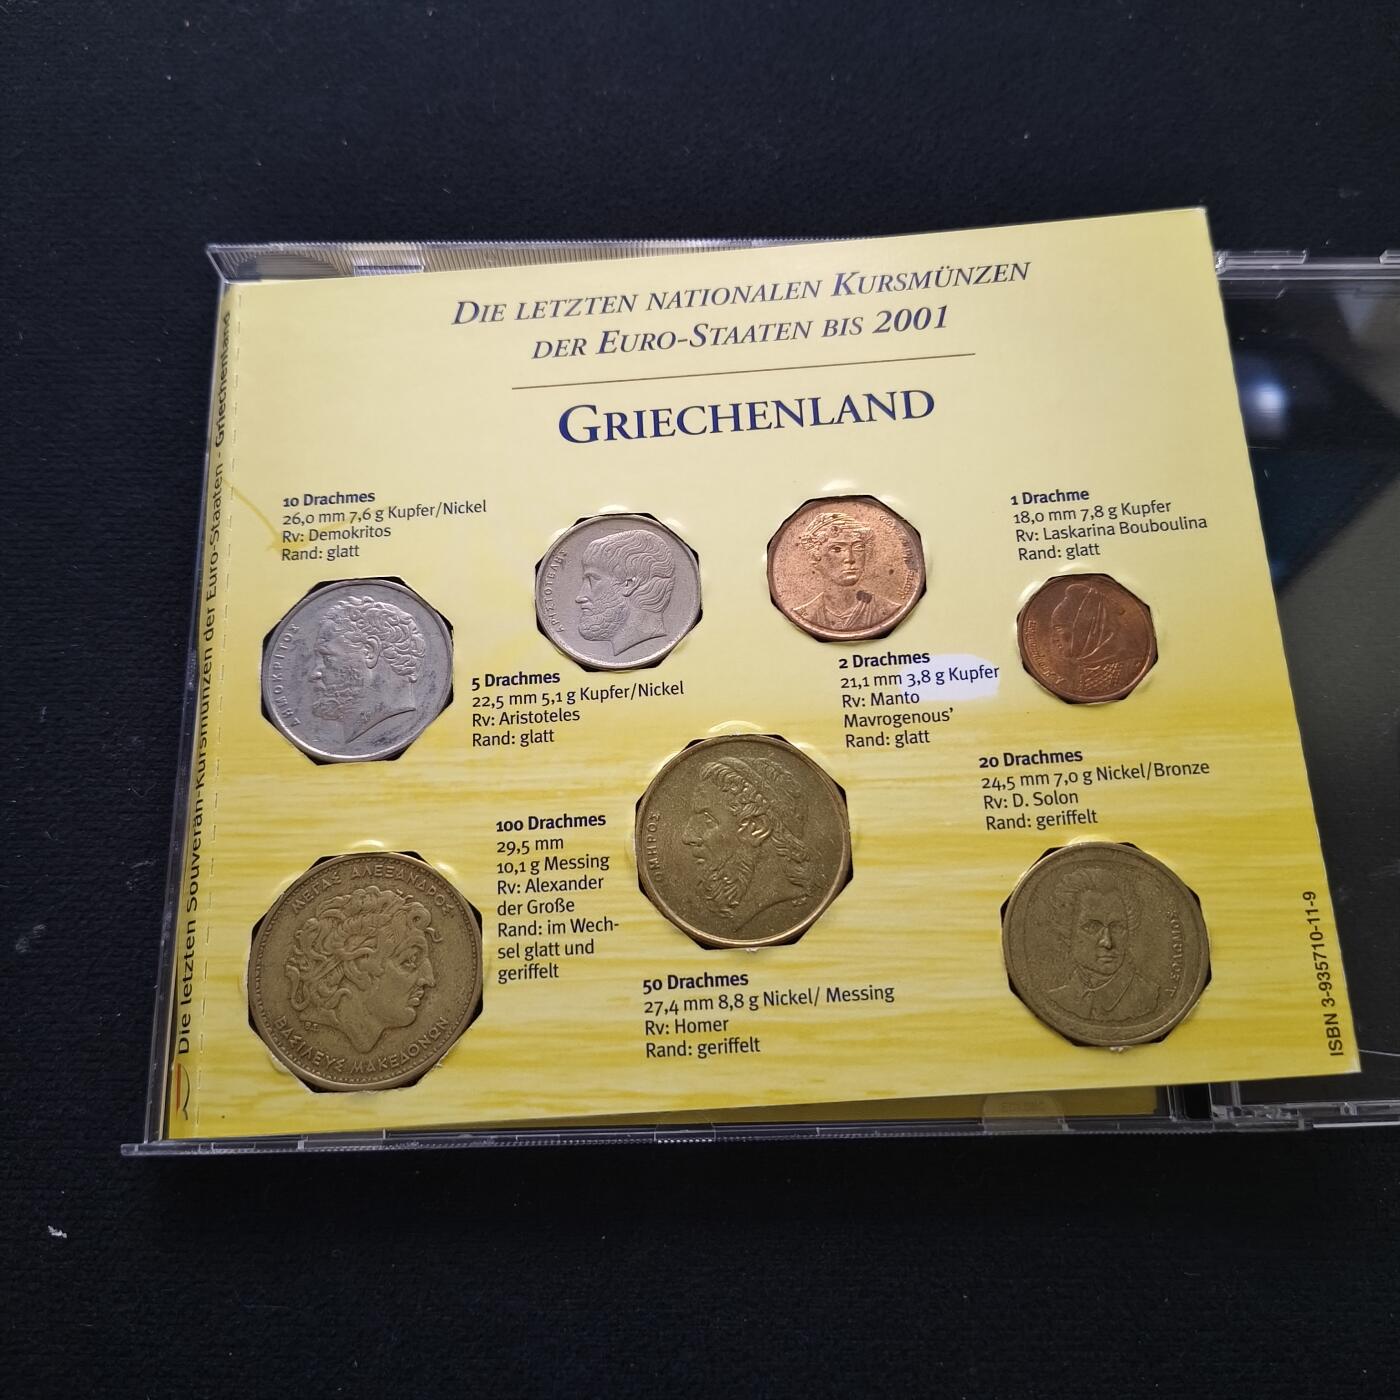 DIE LETZTEN NATIONALEN KURSMÜNZEN
DER EURO-STAATEN BIS 2001
GRIECHENLAND
10 Drachmes
26,0 mm 7,6 g Kupfer/Nickel
Rv: Demokritos
Rand: glatt
1 Drachme
18,0 mm 7,8 g Kupfer
Rv: Laskarina Bouboulina
Rand: glatt
ΔΗΜΟΚΡΙΤΟΣ
ΑΡΙΣΤΟΤΕΛΗΣ
5 Drachmes
22,5 mm 5,1 g Kupfer/Nickel
Rv: Aristoteles
Rand: glatt
2 Drachmes
21,1 mm 3,8 g Kupfer
Rv: Manto
Mavrogenous'
Rand: glatt
20 Drachmes
24,5 mm 7,0 g Nickel/Bronze
Rv: D. Solon
Rand: geriffelt
100 Drachmes
29,5 mm
10,1 g Messing
Rv: Alexander
der Große
Rand: im Wech-
sel glatt und
geriffelt
ΟΜΗΡΟΣ
ΜΕΓΑΣ ΑΛΕΞΑΝΔΡΟΣ
ΒΑΣΙΛΕΥΣ ΜΑΚΕΔΟΝΩΝ
50 Drachmes
27,4 mm 8,8 g Nickel/ Messing
Rv: Homer
Rand: geriffelt
Die letzten Souverän-Kursmünzen der Euro-Staaten - Griechenland
ISBN 3-935710-11-9